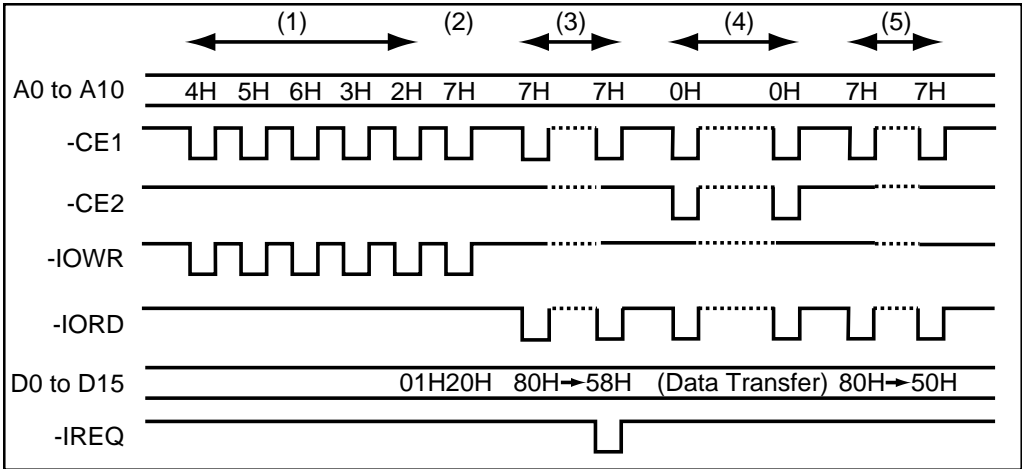 (1) (2) (3) (4) (5)
A0 to A10 4H 5H 6H 3H 2H 7H 7H 7H 0H 0H 7H 7H
-CE1
-CE2
-IOWR
-IORD
D0 to D15 01H20H 80H→58H (Data Transfer) 80H→50H
-IREQ